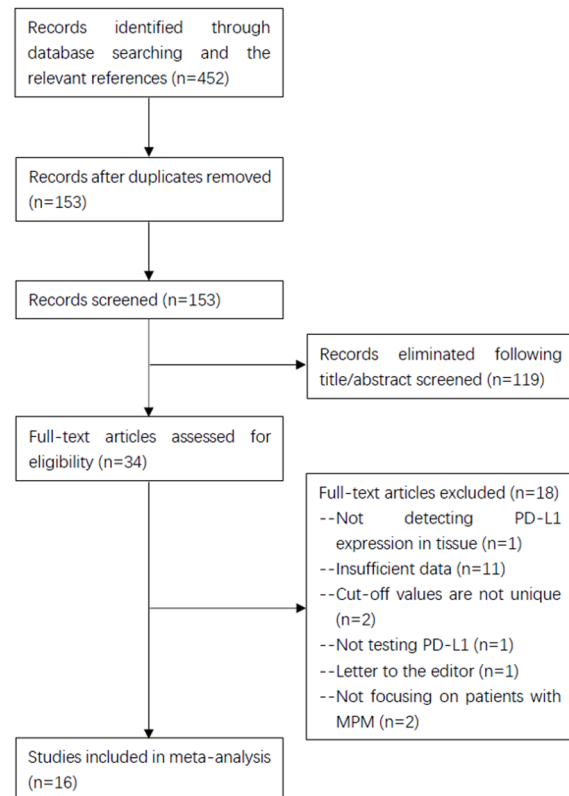 Records identified through
database searching and the
relevant references (n=452)
Records after duplicates removed
(n=153)
Records screened (n=153)
Records eliminated following
title/abstract screened (n=119)
Full-text articles assessed for
eligibility (n=34)
Full-text articles excluded (n=18)
--Not detecting PD-L1
expression in tissue (n=1)
--Insufficient data (n=11)
--Cut-off values are not unique
(n=2)
--Not testing PD-L1 (n=1)
--Letter to the editor (n=1)
--Not focusing on patients with
MPM (n=2)
Studies included in meta-analysis
(n=16)